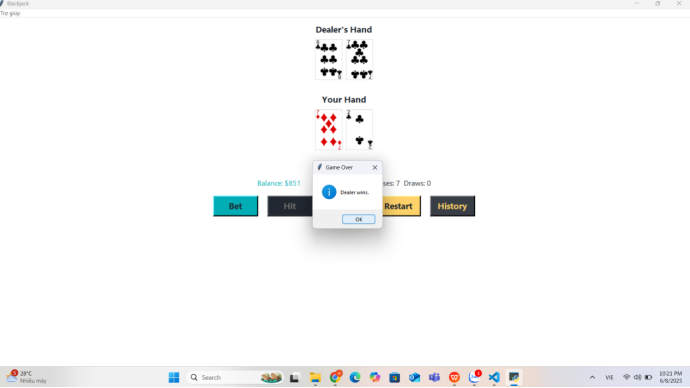 Blackjack
Trợ giúp
Dealer's Hand
Your Hand
Game Over
Balance: $851
7 Draws: 0
Dealer wins.
Bet
Hit
Restart
History
OK
28°C
Nhiều mây
Search
VIE
10:21 PM
6/8/2025